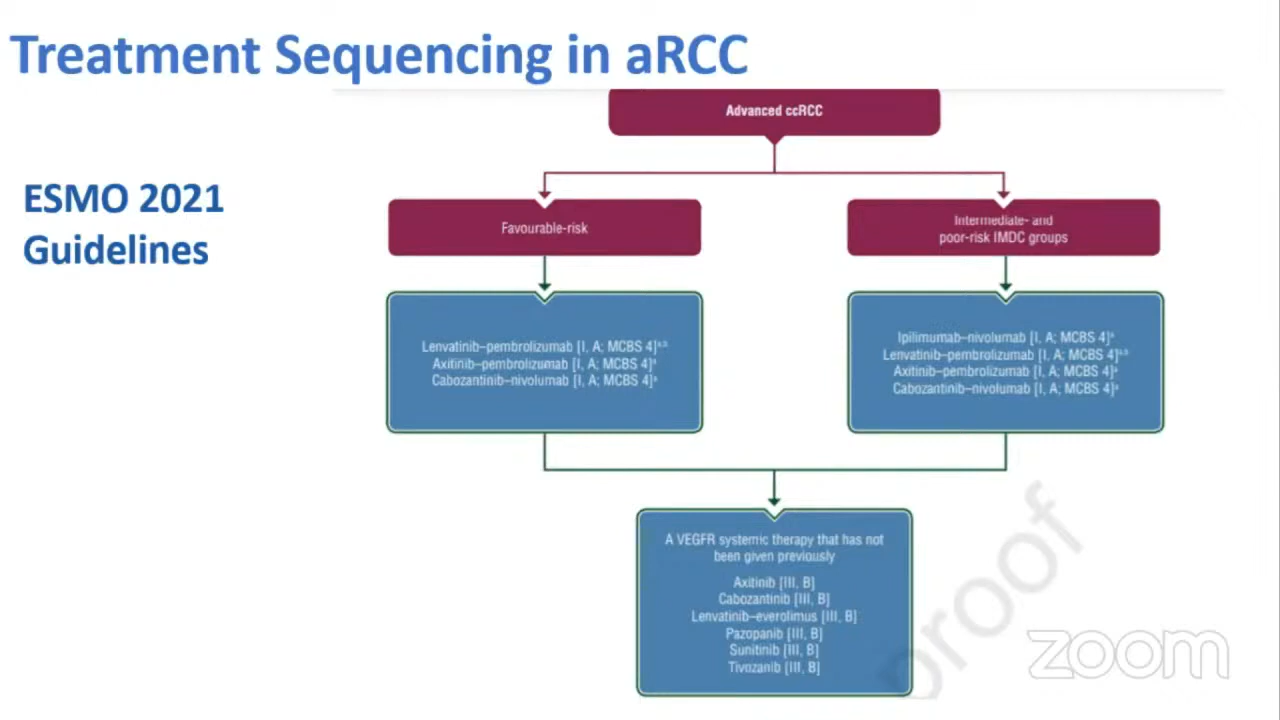 Treatment Sequencing in aRCC
ESMO 2021
Guidelines
Advanced ccRCC
Favourable-risk
Intermediate- and
poor-risk IMDC groups
Lenvatinib–pembrolizumab [I, A; MCBS 4]a,b
Axitinib–pembrolizumab [I, A; MCBS 4]a
Cabozantinib–nivolumab [I, A; MCBS 4]a
Ipilimumab–nivolumab [I, A; MCBS 4]a
Lenvatinib–pembrolizumab [I, A; MCBS 4]a,b
Axitinib–pembrolizumab [I, A; MCBS 4]a
Cabozantinib–nivolumab [I, A; MCBS 4]a
A VEGFR systemic therapy that has not
been given previously
Axitinib [III, B]
Cabozantinib [III, B]
Lenvatinib–everolimus [III, B]
Pazopanib [III, B]
Sunitinib [III, B]
Tivozanib [III, B]
proof
zoom